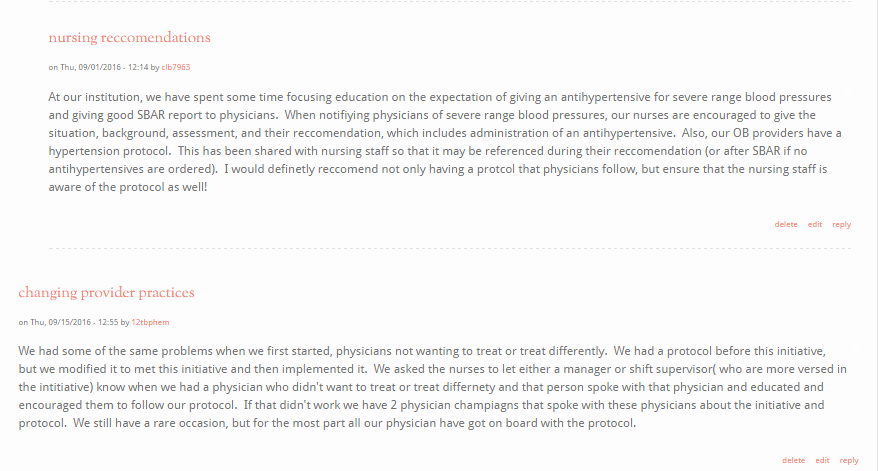 nursing reccomendations
on Thu, 09/01/2016 - 12:14 by clb7963
At our institution, we have spent some time focusing education on the expectation of giving an antihypertensive for severe range blood pressures
and giving good SBAR report to physicians.  When notifiying physicians of severe range blood pressures, our nurses are encouraged to give the
situation, background, assessment, and their reccomendation, which includes administration of an antihypertensive.  Also, our OB providers have a
hypertension protocol.  This has been shared with nursing staff so that it may be referenced during their reccomendation (or after SBAR if no
antihypertensives are ordered).  I would definetly reccomend not only having a protcol that physicians follow, but ensure that the nursing staff is
aware of the protocol as well!
delete edit reply
changing provider practices
on Thu, 09/15/2016 - 12:55 by 12tbphem.
We had some of the same problems when we first started, physicians not wanting to treat or treat differently.  We had a protocol before this initiative,
but we modified it to met this initiative and then implemented it.  We asked the nurses to let either a manager or shift supervisor( who are more versed in
the intitiative) know when we had a physician who didn't want to treat or treat differnety and that person spoke with that physician and educated and
encouraged them to follow our protocol.  If that didn't work we have 2 physician champiagns that spoke with these physicians about the initiative and
protocol.  We still have a rare occasion, but for the most part all our physician have got on board with the protocol.
delete edit reply